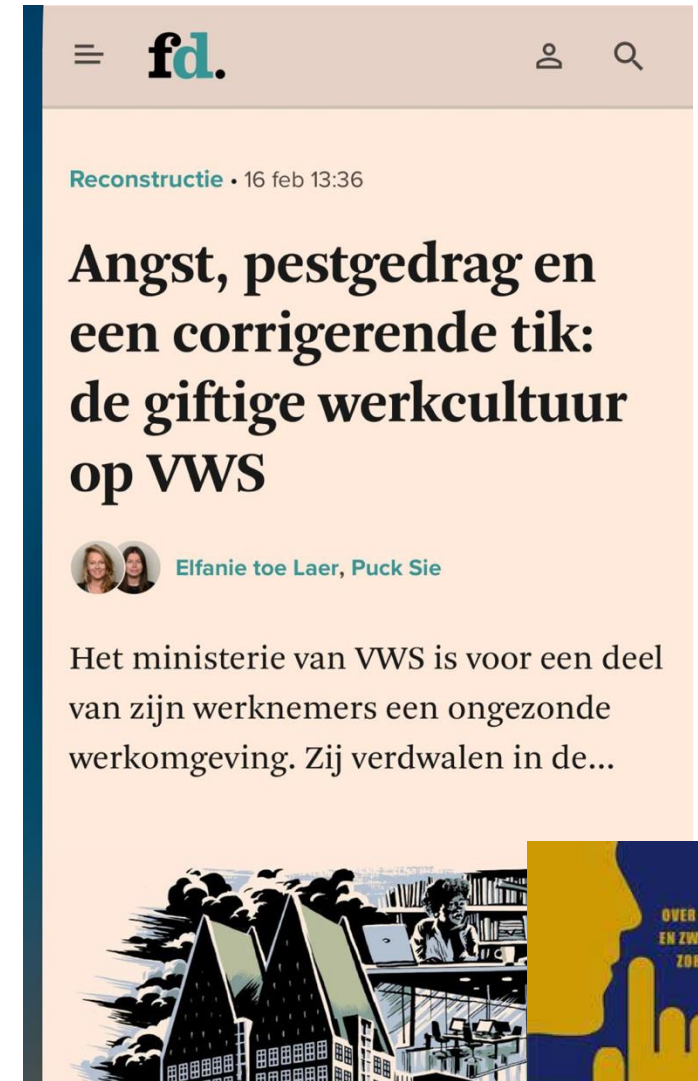 fd.
Reconstructie • 16 feb 13:36
Angst, pestgedrag en
een corrigerende tik:
de giftige werkcultuur
op VWS
Elfanie toe Laer, Puck Sie
Het ministerie van VWS is voor een deel
van zijn werknemers een ongezonde
werkomgeving. Zij verdwalen in de...
OVER
EN